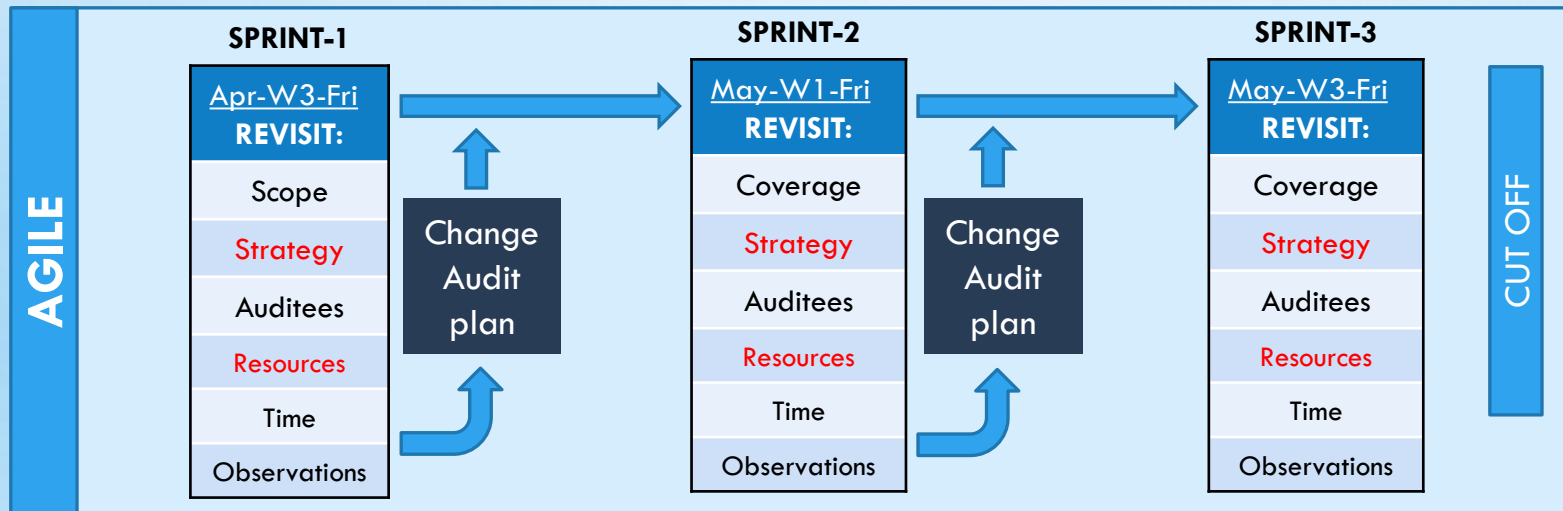 AGILE
SPRINT-1
Apr-W3-Fri
REVISIT:
Scope
Strategy
Auditees
Resources
Time
Observations
Change
Audit
plan
SPRINT-2
May-W1-Fri
REVISIT:
Coverage
Strategy
Auditees
Resources
Time
Observations
Change
Audit
plan
SPRINT-3
May-W3-Fri
REVISIT:
Coverage
Strategy
Auditees
Resources
Time
Observations
CUT OFF